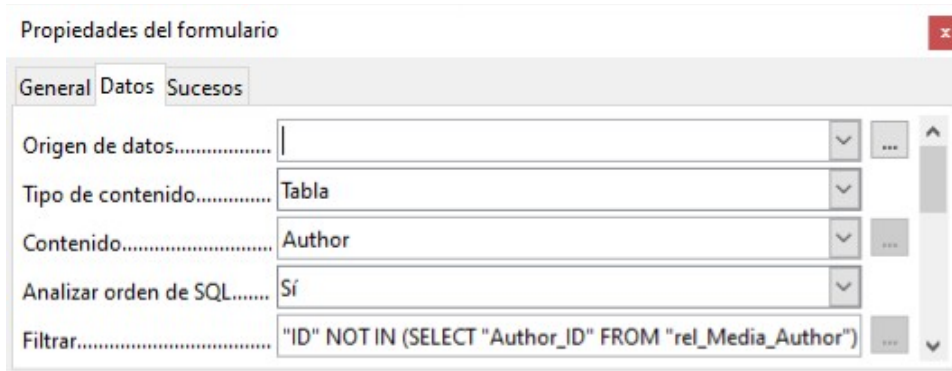 Propiedades del formulario
x
General Datos Sucesos
Origen de datos.................. ...
Tipo de contenido.............. Tabla
Contenido............................ Author ...
Analizar orden de SQL....... Sí
Filtrar.................................... "ID" NOT IN (SELECT "Author_ID" FROM "rel_Media_Author") ...